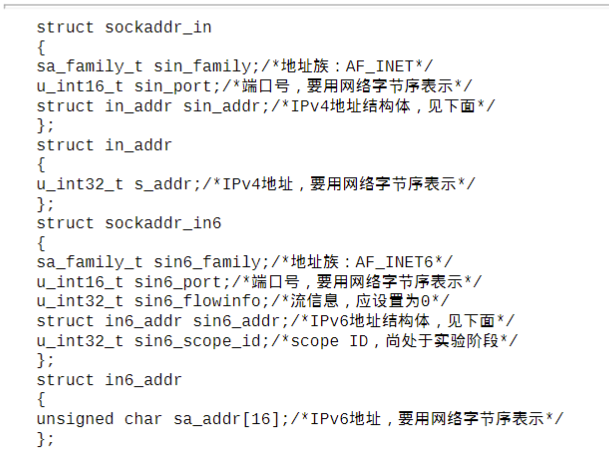 struct sockaddr_in
{
sa_family_t sin_family;/*地址族：AF_INET*/
u_int16_t sin_port;/*端口号，要用网络字节序表示*/
struct in_addr sin_addr;/*IPv4地址结构体，见下面*/
};
struct in_addr
{
u_int32_t s_addr;/*IPv4地址，要用网络字节序表示*/
};
struct sockaddr_in6
{
sa_family_t sin6_family;/*地址族：AF_INET6*/
u_int16_t sin6_port;/*端口号，要用网络字节序表示*/
u_int32_t sin6_flowinfo;/*流信息，应设置为0*/
struct in6_addr sin6_addr;/*IPv6地址结构体，见下面*/
u_int32_t sin6_scope_id;/*scope ID，尚处于实验阶段*/
};
struct in6_addr
{
unsigned char sa_addr[16];/*IPv6地址，要用网络字节序表示*/
};